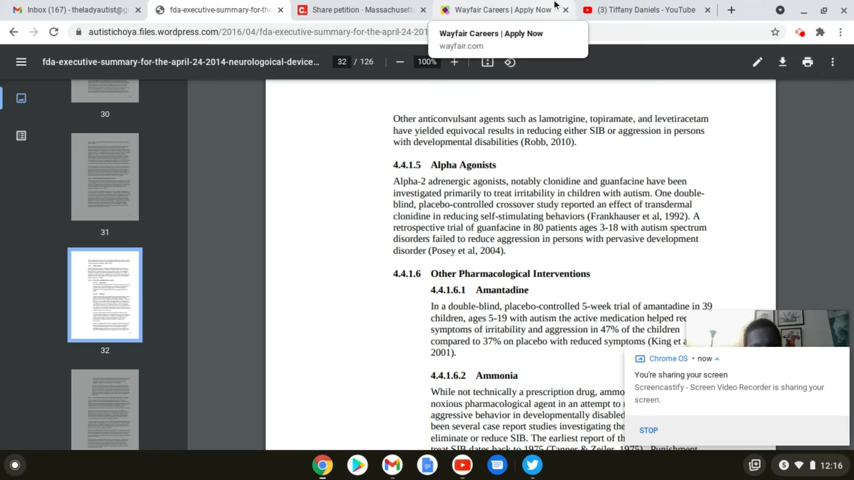 Inbox (167) - theladyautist@g
fda-executive-summary-for-the-
Share petition · Massachusett
Wayfair Careers | Apply Now
(3) Tiffany Daniels - YouTube
autistichoya.files.wordpress.com/2016/04/fda-executive-summary-for-the-april-24-201
Wayfair Careers | Apply Now
wayfair.com
fda-executive-summary-for-the-april-24-2014-neurologoical-device...
32 / 126
100%
30
31
32
Other anticonvulsant agents such as lamotrigine, topiramate, and levetiracetam
have yielded equivocal results in reducing either SIB or aggression in persons
with developmental disabilities (Robb, 2010).
4.4.1.5 Alpha Agonists
Alpha-2 adrenergic agonists, notably clonidine and guanfacine have been
investigated primarily to treat irritability in children with autism. One double-
blind, placebo-controlled crossover study reported an effect of transdermal
clonidine in reducing self-stimulating behaviors (Frankhauser et al, 1992). A
retrospective trial of guanfacine in 80 patients ages 3-18 with autism spectrum
disorders failed to reduce aggression in persons with pervasive development
disorder (Posey et al, 2004).
4.4.1.6 Other Pharmacological Interventions
4.4.1.6.1 Amantadine
In a double-blind, placebo-controlled 5-week trial of amantadine in 39
children, ages 5-19 with autism the active medication helped
symptoms of irritability and aggression in 47% of the children
compared to 37% on placebo with reduced symptoms (King et
2001).
4.4.1.6.2 Ammonia
While not technically a prescription drug,
noxious pharmacological agent in an attempt to
aggressive behavior in developmentally disabled
been several case report studies investigating the
eliminate or reduce SIB. The earliest report of
treat SIB dates back to 1975 (Tanner & Zeiler, 1975). Punishment
Chrome OS • now
You're sharing your screen
Screencastify - Screen Video Recorder is sharing your
screen.
STOP
12:16